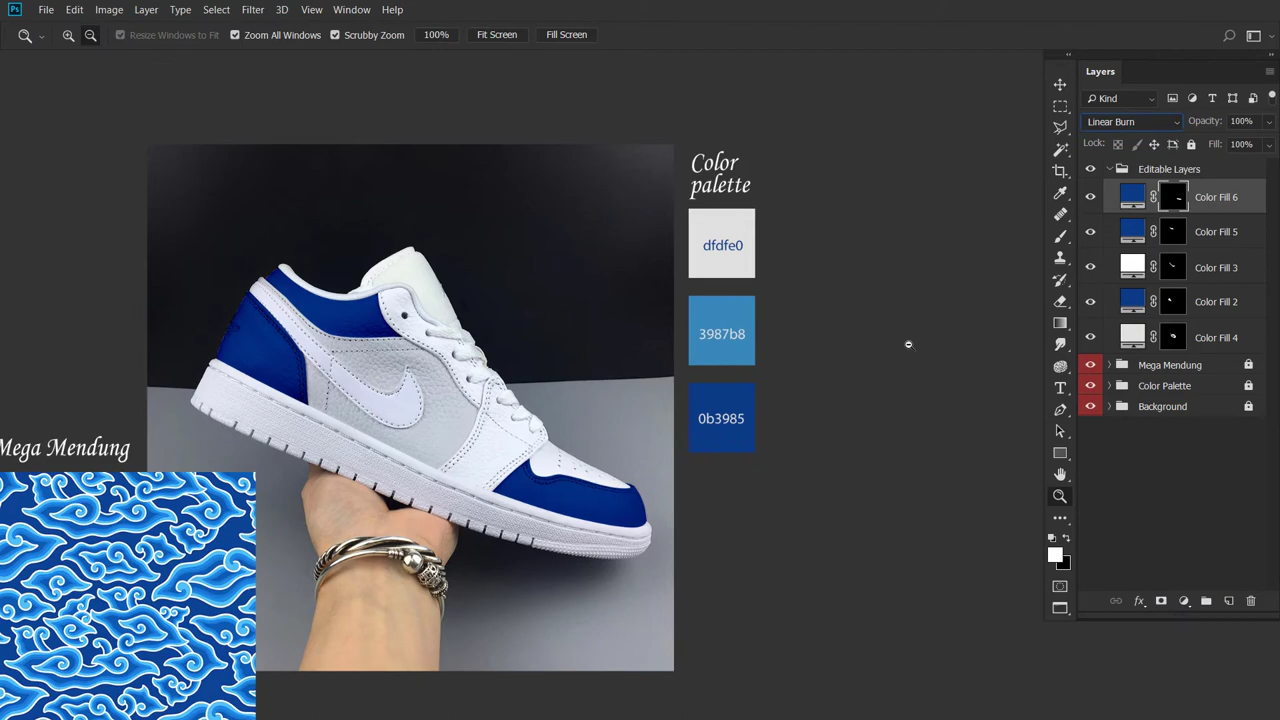 Ps File Edit Image Layer Type Select Filter 3D View Window Help
Resize Windows to Fit Zoom All Windows Scrubby Zoom 100% Fit Screen Fill Screen
Layers
Kind
Linear Burn Opacity: 100%
Lock: Fill: 100%
Editable Layers
Color Fill 6
Color Fill 5
Color Fill 3
Color Fill 2
Color Fill 4
Mega Mendung
Color Palette
Background
Color
palette
dfdfe0
3987b8
0b3985
Mega Mendung